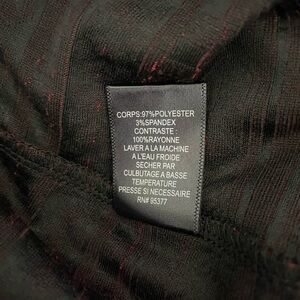 CORPS:97%POLYESTER
3%SPANDEX
CONTRASTE :
100%RAYONNE
LAVER A LA MACHINE
A L'EAU FROIDE
SECHER PAR
CULBUTAGE A BASSE
TEMPERATURE
PRESSE SI NECESSAIRE
RN# 95377